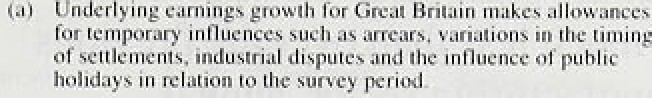 (a) Underlying earnings growth for Great Britain makes allowances
for temporary influences such as arrears, variations in the timing
of settlements, industrial disputes and the influence of public
holidays in relation to the survey period.